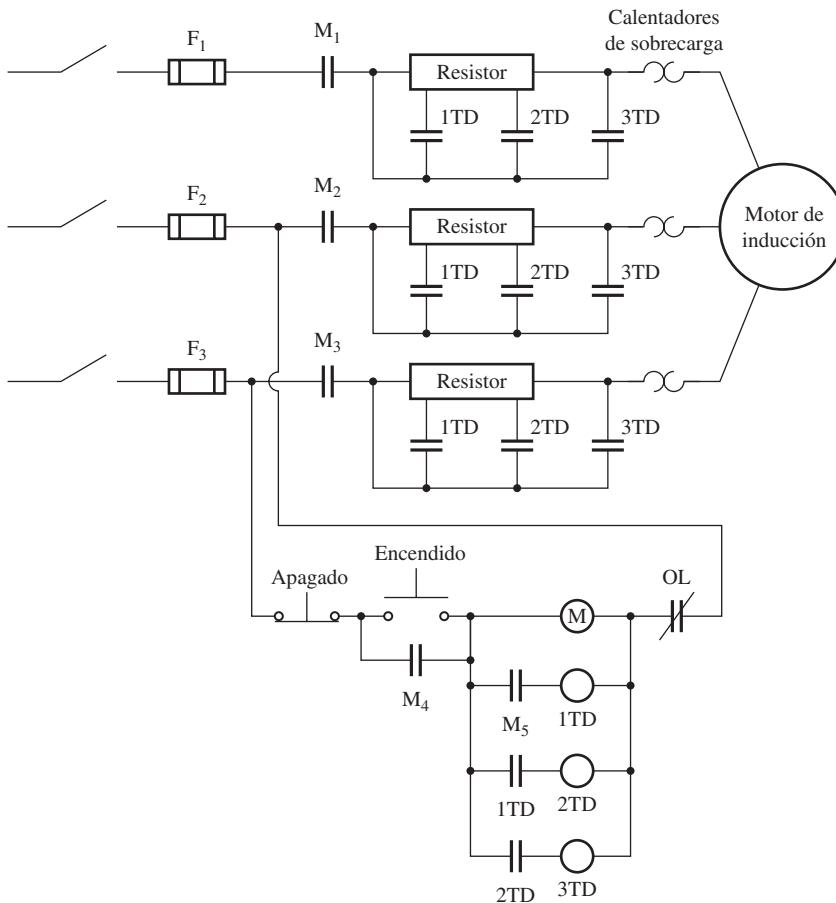 Calentadores
de sobrecarga
F1
M1
Resistor
1TD
2TD
3TD
F2
M2
Resistor
1TD
2TD
3TD
Motor de
inducción
F3
M3
Resistor
1TD
2TD
3TD
Apagado
Encendido
OL
M
M4
M5
1TD
1TD
2TD
2TD
3TD